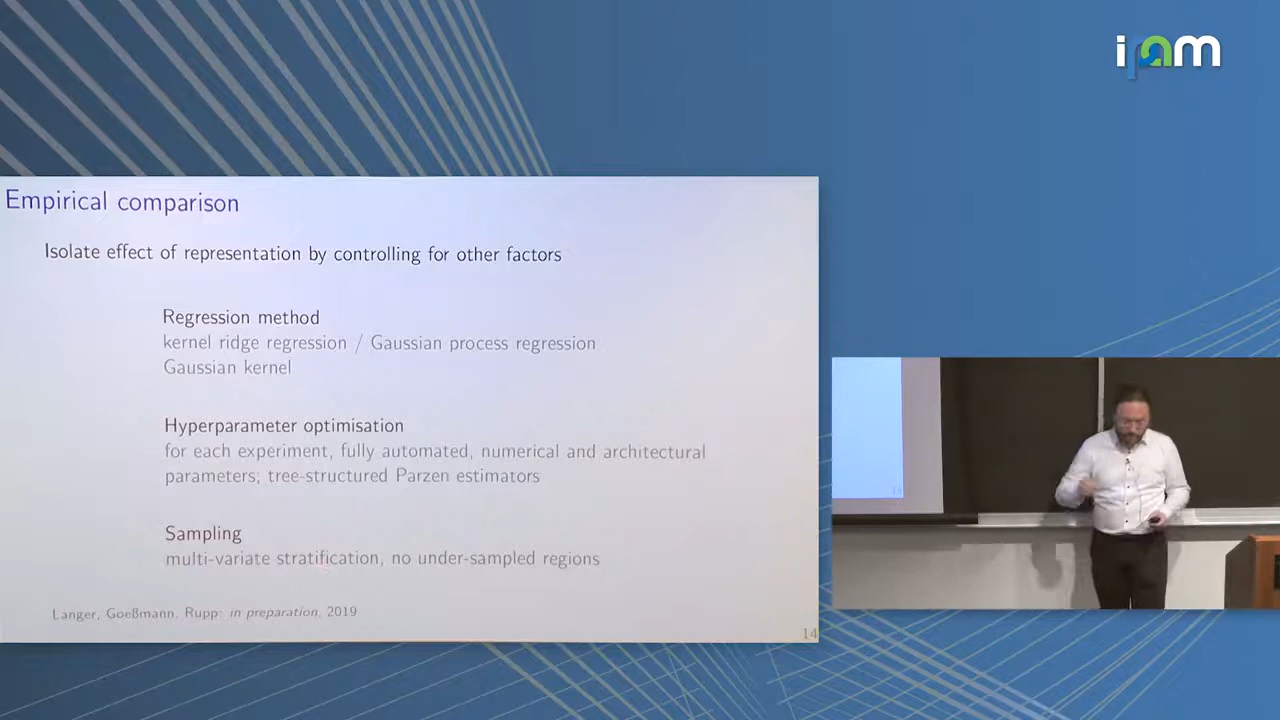 ipam
Empirical comparison
Isolate effect of representation by controlling for other factors
Regression method
kernel ridge regression / Gaussian process regression
Gaussian kernel
Hyperparameter optimisation
for each experiment, fully automated, numerical and architectural
parameters; tree-structured Parzen estimators
Sampling
multi-variate stratification, no under-sampled regions
Langer, Goeßmann, Rupp: in preparation, 2019
14